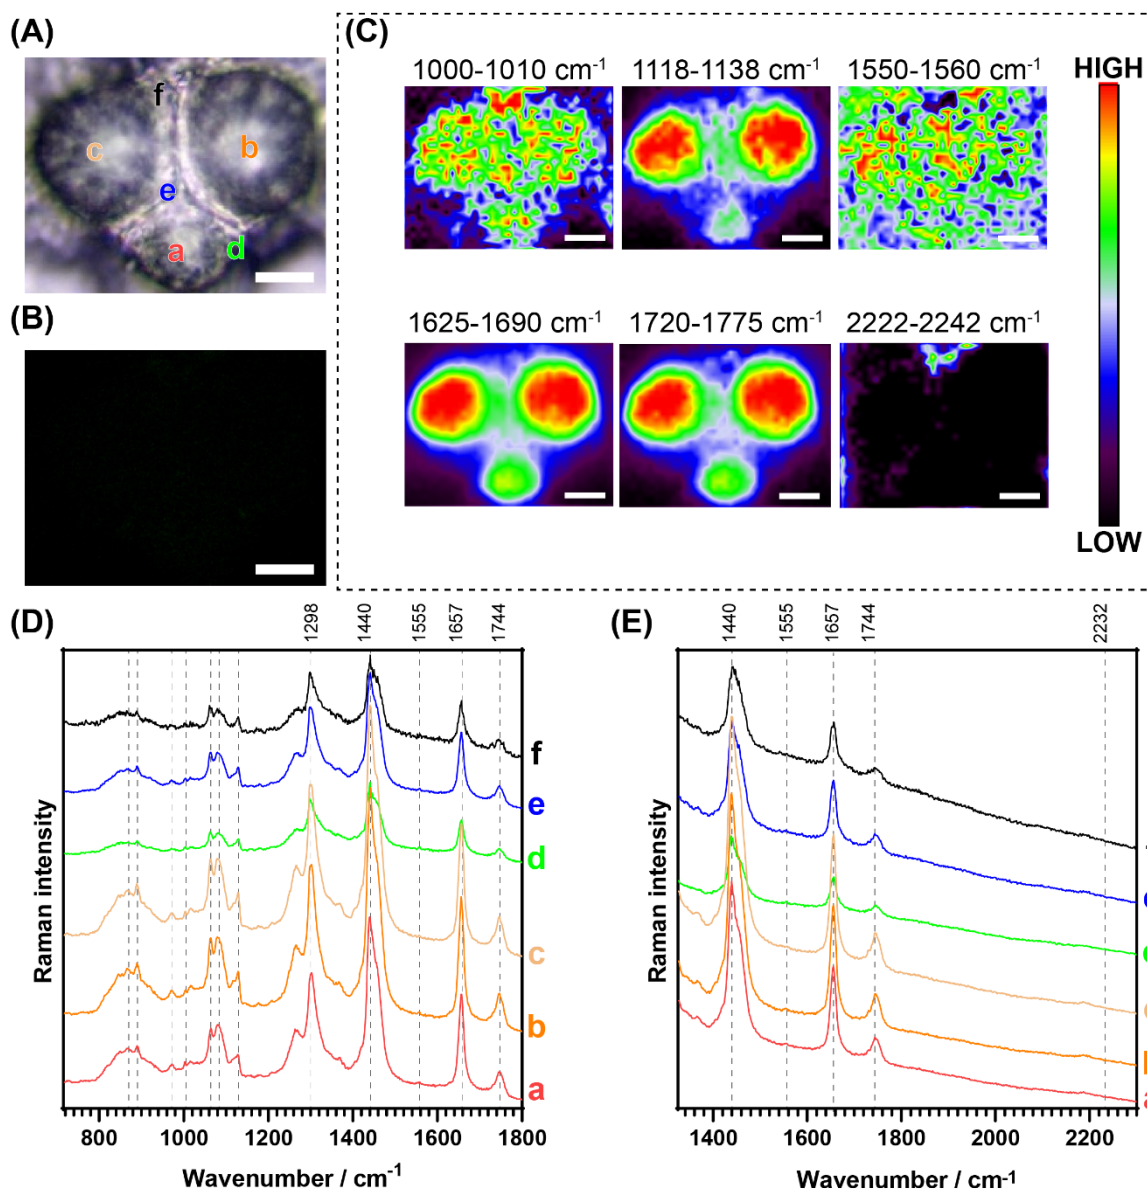 (A)
f
c
b
e
a
d
(B)
(C)
1000-1010 cm⁻¹
1118-1138 cm⁻¹
1550-1560 cm⁻¹
1625-1690 cm⁻¹
1720-1775 cm⁻¹
2222-2242 cm⁻¹
HIGH
LOW
(D)
1298
1440
1555
1657
1744
f
e
d
c
b
a
Raman intensity
800
1000
1200
1400
1600
1800
Wavenumber / cm⁻¹
(E)
1440
1555
1657
1744
2232
Raman intensity
1400
1600
1800
2000
2200
Wavenumber / cm⁻¹